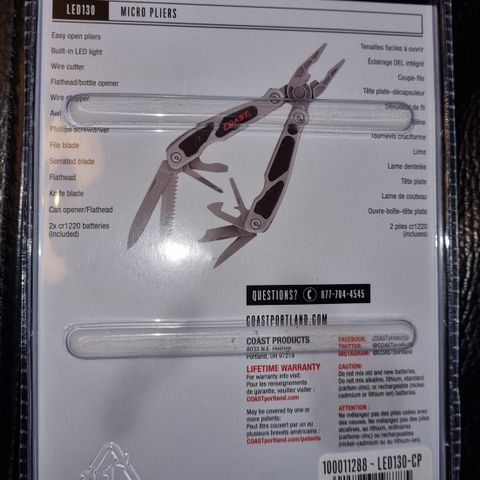 LED130 MICRO PLIERS
Easy open pliers
Built-in LED light
Wire cutter
Flathead/bottle opener
Wire stripper
Awl
Phillips screwdriver
File blade
Serrated blade
Flathead
Knife blade
Can opener/Flathead
2x cr1220 batteries
(included)
Tenailles faciles à ouvrir
Éclairage DEL intégré
Coupe-fils
Tête plate–décapsuleur
Dénudeur de fil
Tournevis cruciforme
Lime
Lame dentelée
Tête plate
Lame de couteau
Ouvre-boîte–tête plate
2 piles cr1220
(incluses)
COAST
QUESTIONS? 877-704-4545
COASTPORTLAND.COM
COAST PRODUCTS
8033 N.E. Holman
Portland, OR 97218
LIFETIME WARRANTY
For warranty info visit:
Pour les renseignements
de garantie, veuillez visiter :
COASTportland.com
May be covered by one or
more patents:
Peut être couvert par un ou
plusieurs brevets américains :
COASTportland.com/patents
FACEBOOK: COASTproducts
TWITTER: @COASTproducts
INSTAGRAM: @COASTportland
CAUTION:
Do not mix old and new batteries.
Do not mix alkaline, lithium, standard
(carbon-zinc), or rechargeable (nickel-
cadmium or lithium-ion) batteries.
ATTENTION :
Ne mélangez pas des piles usées avec
des neuves. Ne mélangez pas des piles
alcalines, au lithium, ordinaires
(carbone-zinc) ou rechargeables
(nickel-cadmium ou lithium-ion).
100011288 - LED130-CP